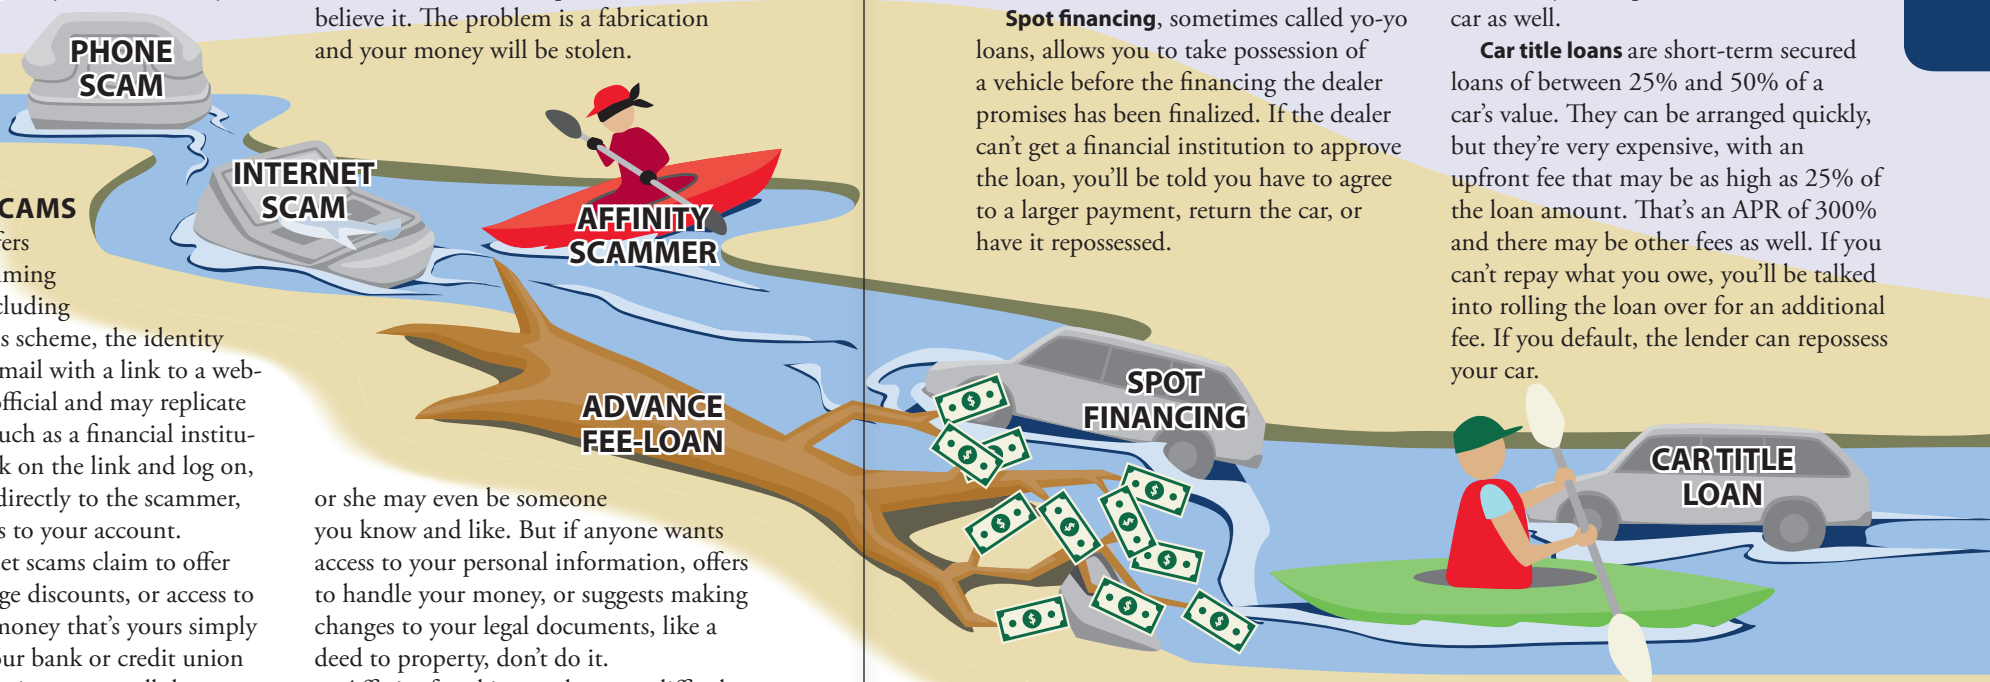 believe it. The problem is a fabrication
and your money will be stolen.
PHONE
SCAM
INTERNET
SCAM
AFFINITY
SCAMMER
ADVANCE
FEE-LOAN
SCAMS
s scheme, the identity
mail with a link to a web-
official and may replicate
such as a financial institu-
k on the link and log on,
directly to the scammer,
s to your account.
et scams claim to offer
ge discounts, or access to
money that's yours simply
our bank or credit union
or she may even be someone
you know and like. But if anyone wants
access to your personal information, offers
to handle your money, or suggests making
changes to your legal documents, like a
deed to property, don't do it.
Spot financing, sometimes called yo-yo
loans, allows you to take possession of
a vehicle before the financing the dealer
promises has been finalized. If the dealer
can't get a financial institution to approve
the loan, you'll be told you have to agree
to a larger payment, return the car, or
have it repossessed.
SPOT
FINANCING
car as well.
Car title loans are short-term secured
loans of between 25% and 50% of a
car's value. They can be arranged quickly,
but they're very expensive, with an
upfront fee that may be as high as 25% of
the loan amount. That's an APR of 300%
and there may be other fees as well. If you
can't repay what you owe, you'll be talked
into rolling the loan over for an additional
fee. If you default, the lender can repossess
your car.
CAR TITLE
LOAN